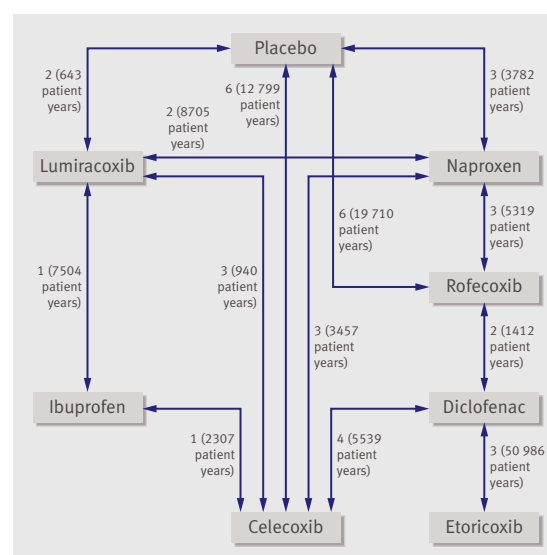 Placebo
2 (643
patient
years)
6 (12 799
patient
years)
3 (3782
patient
years)
2 (8705
patient
years)
Lumiracoxib
Naproxen
6 (19 710
patient
years)
3 (5319
patient
years)
1 (7504
patient
years)
3 (940
patient
years)
Rofecoxib
3 (3457
patient
years)
2 (1412
patient
years)
Ibuprofen
Diclofenac
1 (2307
patient
years)
4 (5539
patient
years)
3 (50 986
patient
years)
Celecoxib
Etoricoxib